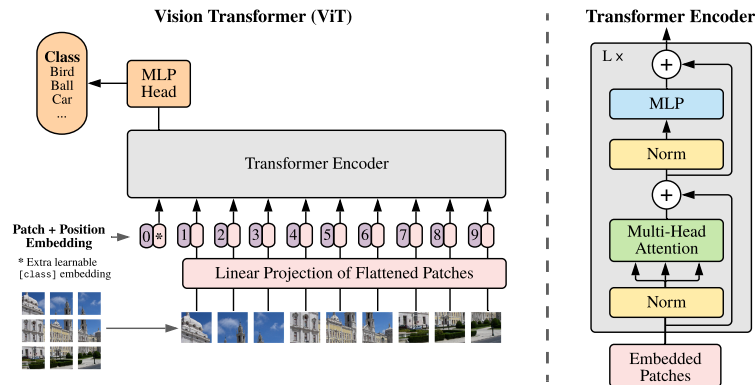 Vision Transformer (ViT)
Class
Bird
Ball
Car
...
MLP
Head
Transformer Encoder
Patch + Position
Embedding
* Extra learnable
[class] embedding
0 * 1 2 3 4 5 6 7 8 9
Linear Projection of Flattened Patches
Transformer Encoder
L x
+
MLP
Norm
+
Multi-Head
Attention
Norm
Embedded
Patches